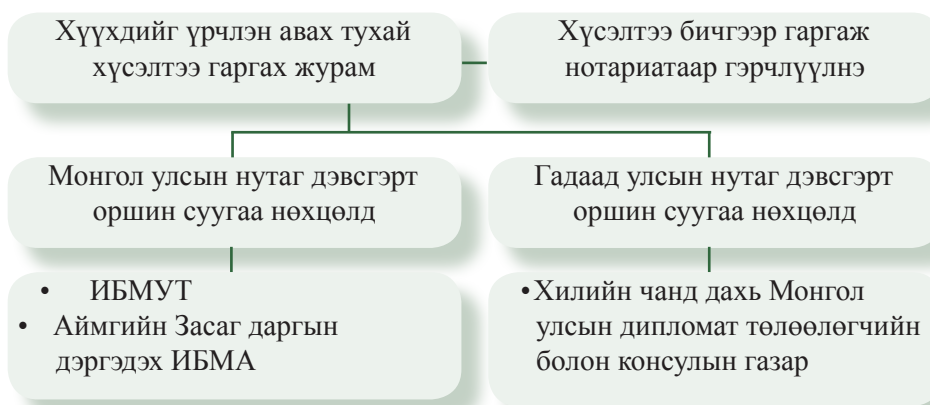 Хүүхдийг үрчлэн авах тухай
хүсэлтээ гаргах журам
Хүсэлтээ бичгээр гаргаж
нотариатаар гэрчлүүлнэ
Монгол улсын нутаг дэвсгэрт
оршин суугаа нөхцөлд
Гадаад улсын нутаг дэвсгэрт
оршин суугаа нөхцөлд
• ИБМУТ
• Аймгийн Засаг даргын
дэргэдэх ИБМА
•Хилийн чанд дахь Монгол
улсын дипломат төлөөлөгчийн
болон консулын газар